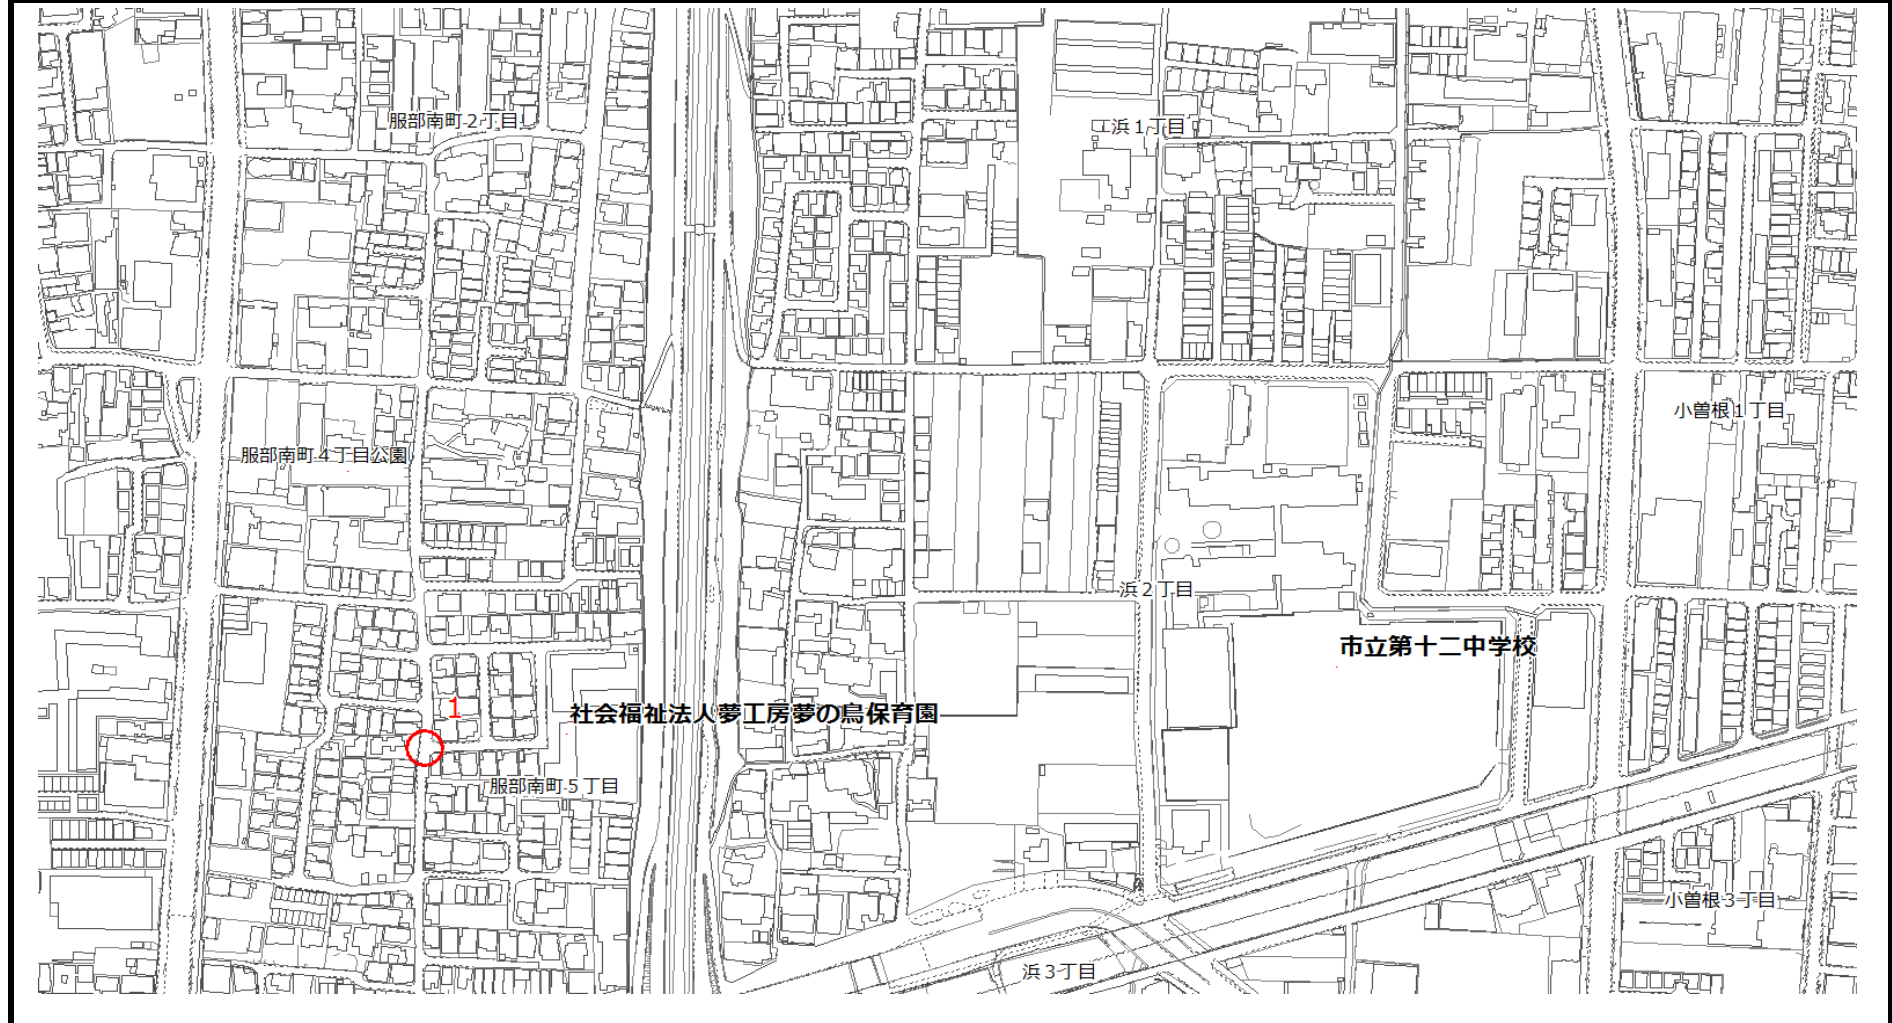 服部南町2丁目
浜1丁目
小曽根1丁目
服部南町4丁目公園
浜2丁目
市立第十二中学校
1
社会福祉法人夢工房夢の鳥保育園
服部南町5丁目
小曽根3丁目
浜3丁目